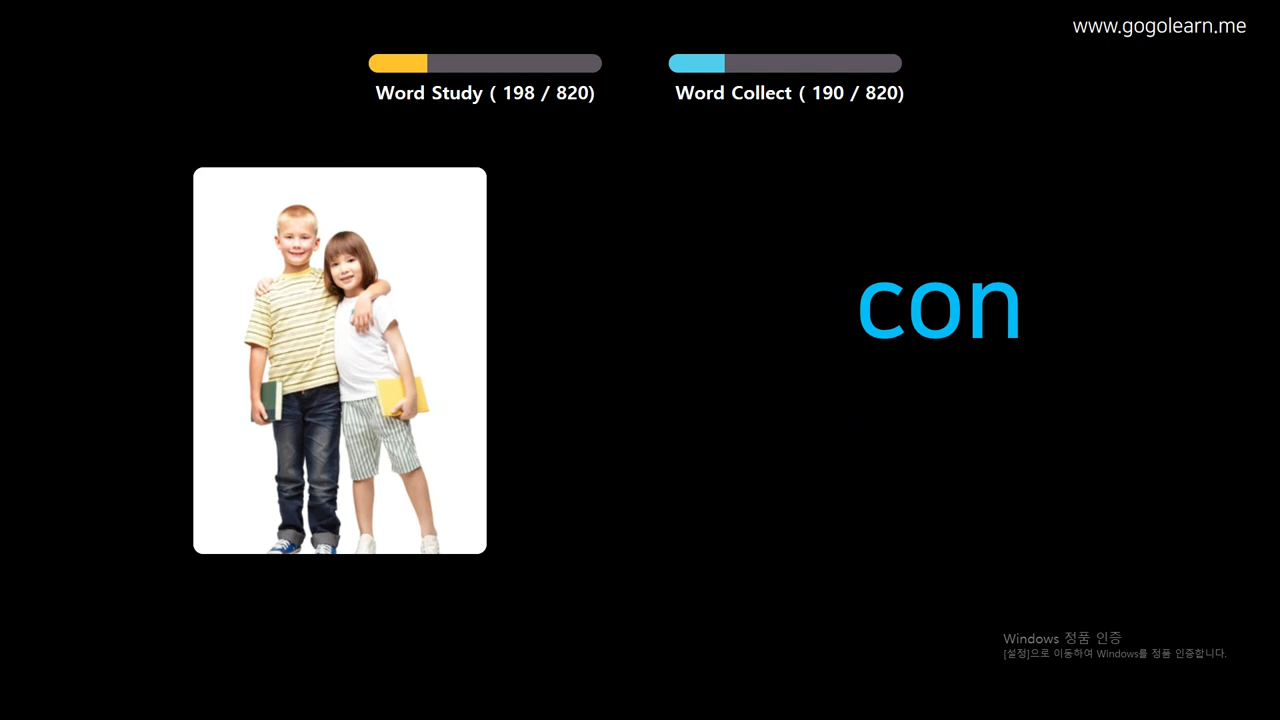 www.gogolearn.me
Word Study ( 198 / 820)
Word Collect ( 190 / 820)
con
Windows 정품 인증
[설정]으로 이동하여 Windows를 정품 인증합니다.